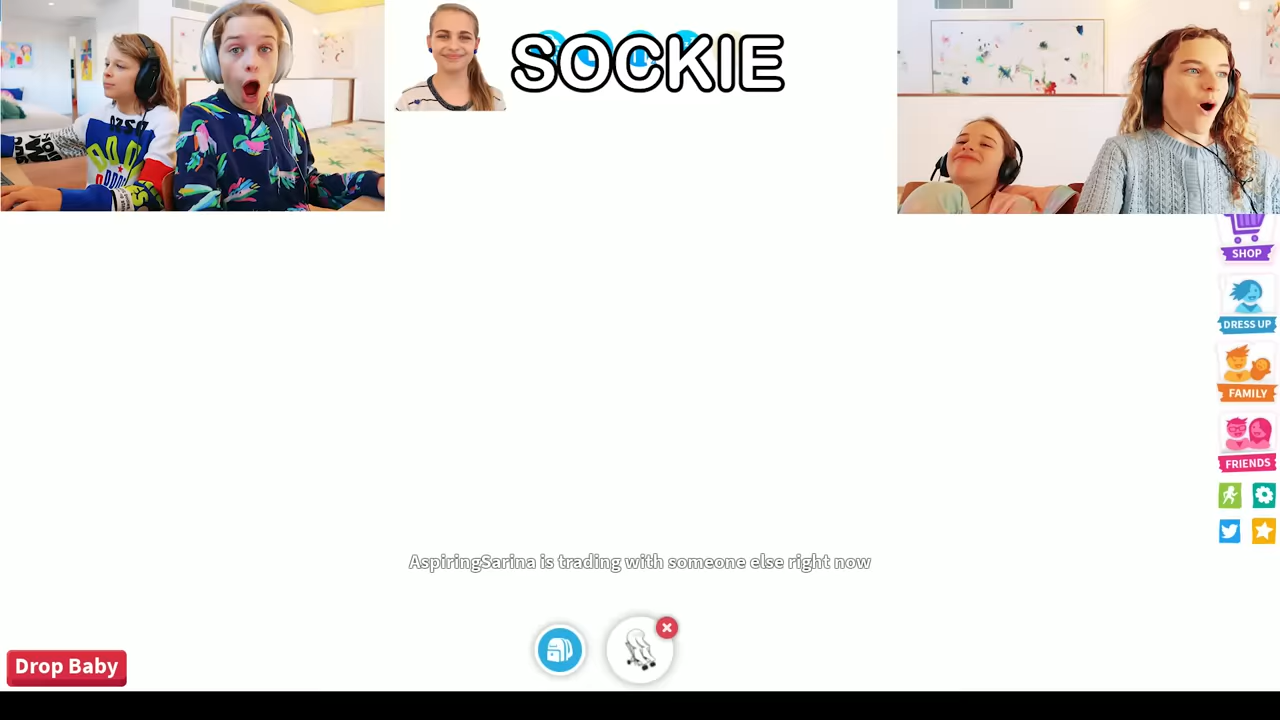 SOCKIE
SHOP
DRESS UP
FAMILY
FRIENDS
AspiringSarina is trading with someone else right now
Drop Baby